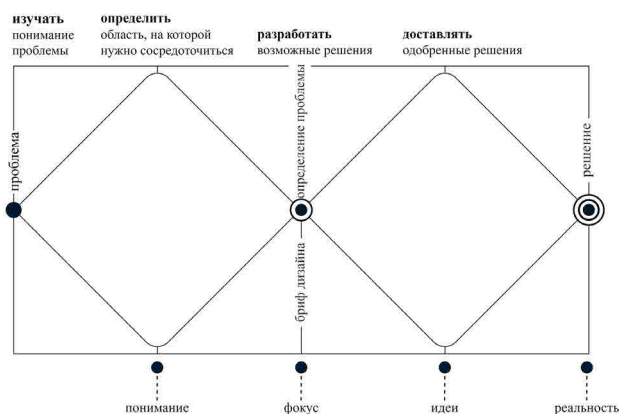 изучать
понимание
проблемы
определить
область, на которой
нужно сосредоточиться
разработать
возможные решения
доставлять
одобренные решения
проблема
определение проблемы
бриф дизайна
решение
понимание
фокус
идеи
реальность